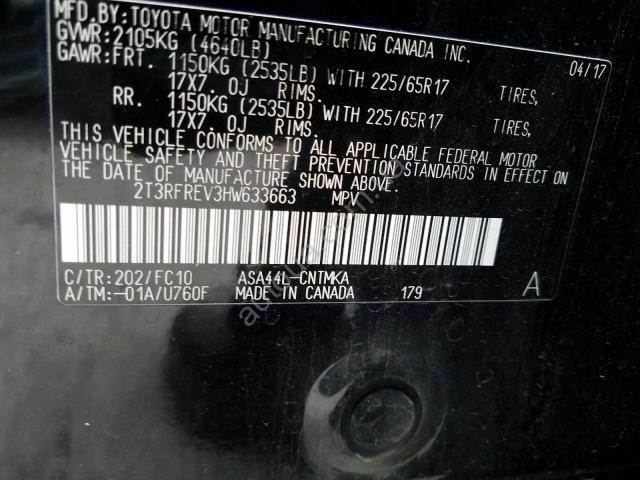 MFD. BY: TOYOTA MOTOR MANUFACTURING CANADA INC.
GVWR: 2105KG (4640LB) 04/17
GAWR: FRT. 1150KG (2535LB) WITH 225/65R17 TIRES,
17X7. 0J RIMS.
RR. 1150KG (2535LB) WITH 225/65R17 TIRES,
17X7. 0J RIMS.
THIS VEHICLE CONFORMS TO ALL APPLICABLE FEDERAL MOTOR
VEHICLE SAFETY AND THEFT PREVENTION STANDARDS IN EFFECT ON
THE DATE OF MANUFACTURE SHOWN ABOVE.
2T3RFREV3HW633663 MPV
C/TR: 202/FC10 ASA44L-CNTMKA A
A/TM: -01A/U760F MADE IN CANADA 179